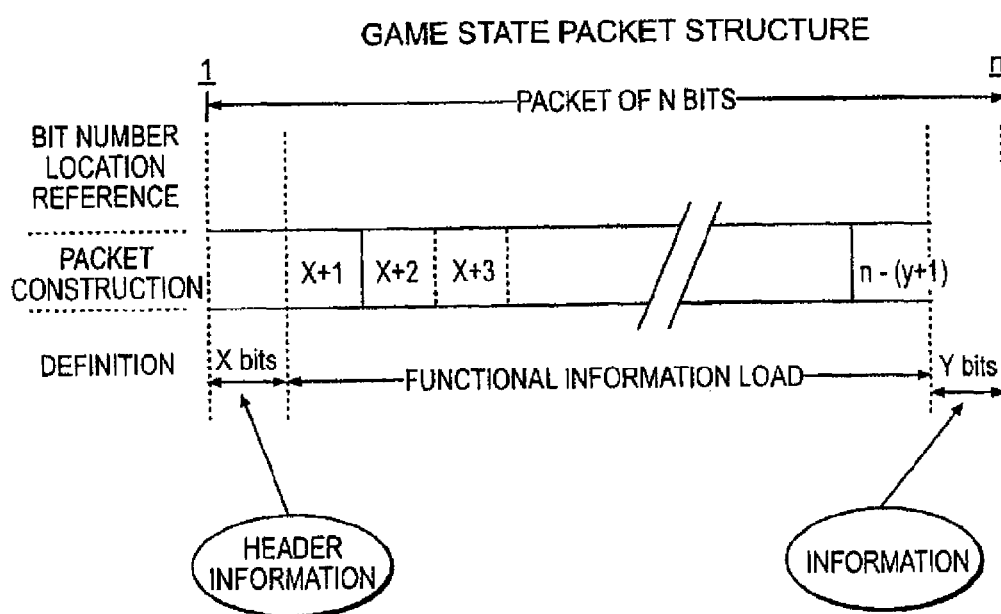 GAME STATE PACKET STRUCTURE
1
n
PACKET OF N BITS
BIT NUMBER
LOCATION
REFERENCE
PACKET
CONSTRUCTION
X+1
X+2
X+3
n - (y+1)
DEFINITION
X bits
FUNCTIONAL INFORMATION LOAD
Y bits
HEADER
INFORMATION
INFORMATION